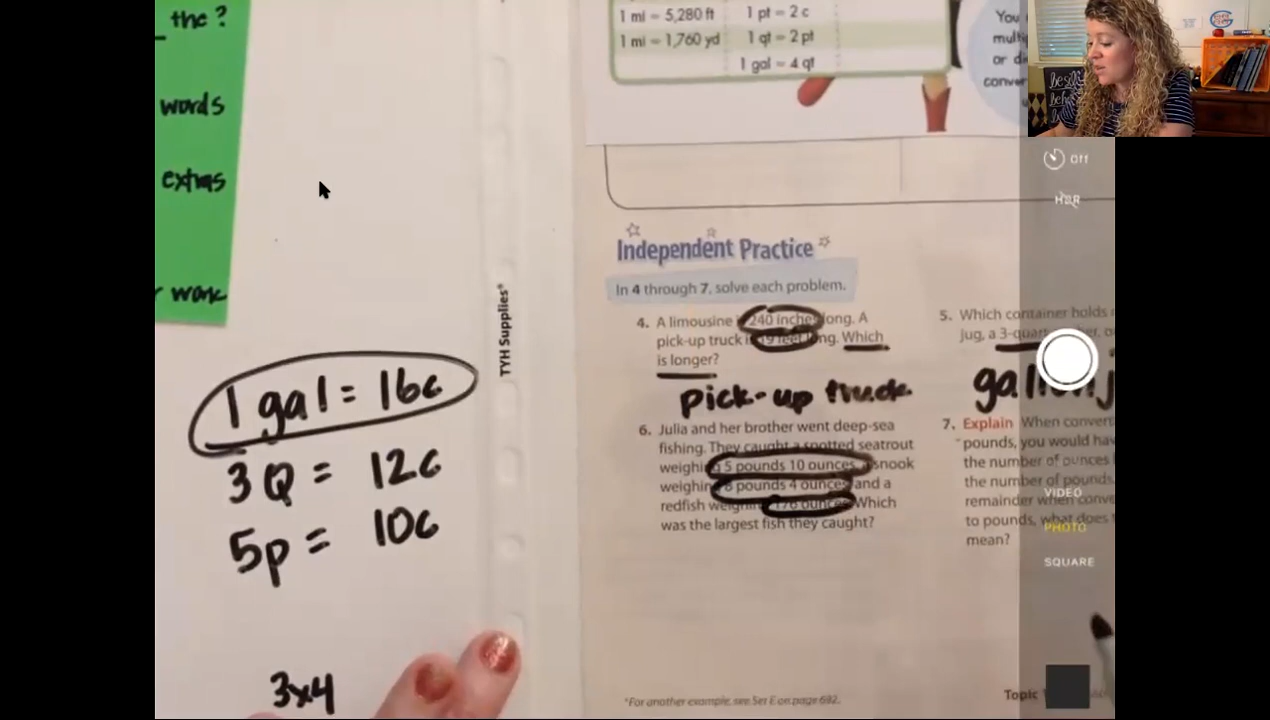 the?
words
extras
work
1 gal = 16c
3Q = 12c
5p = 10c
3x4
TYH Supplies®
1 mi = 5,280 ft 1 pt = 2 c
1 mi = 1,760 yd 1 qt = 2 pt
1 gal = 4 qt
You
or
conver
Independent Practice
In 4 through 7, solve each problem.
4. A limousine is 240 inches long. A
pick-up truck is 19 feet long. Which
is longer?
pick-up truck
6. Julia and her brother went deep-sea
fishing. They caught a spotted seatrout
weighing 5 pounds 10 ounces, a snook
weighing 8 pounds 4 ounces, and a
redfish weighing 176 ounces. Which
was the largest fish they caught?
5. Which container holds
jug, a 3-quart
gallon j
7. Explain When convert
pounds, you would hav
the number of ounces
the number of pounds.
remainder when conve
to pounds, what does
mean?
*For another example, see Set E on page 692.
Topic
Off
HDR
VIDEO
PHOTO
SQUARE